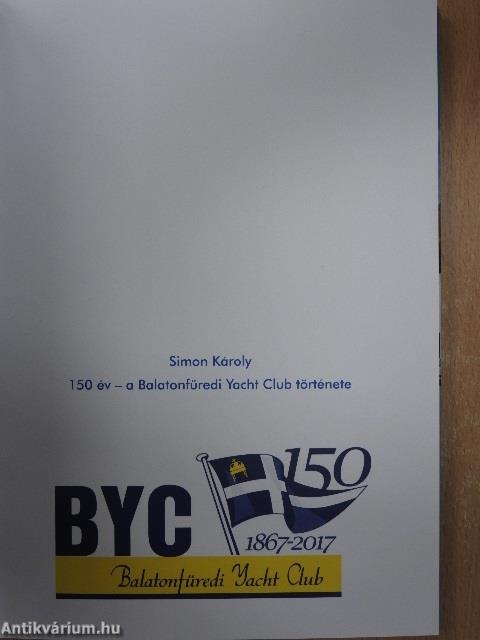 Simon Károly
150 év – a Balatonfüredi Yacht Club története
150
BYC
1867-2017
Balatonfüredi Yacht Club
Antikvárium.hu